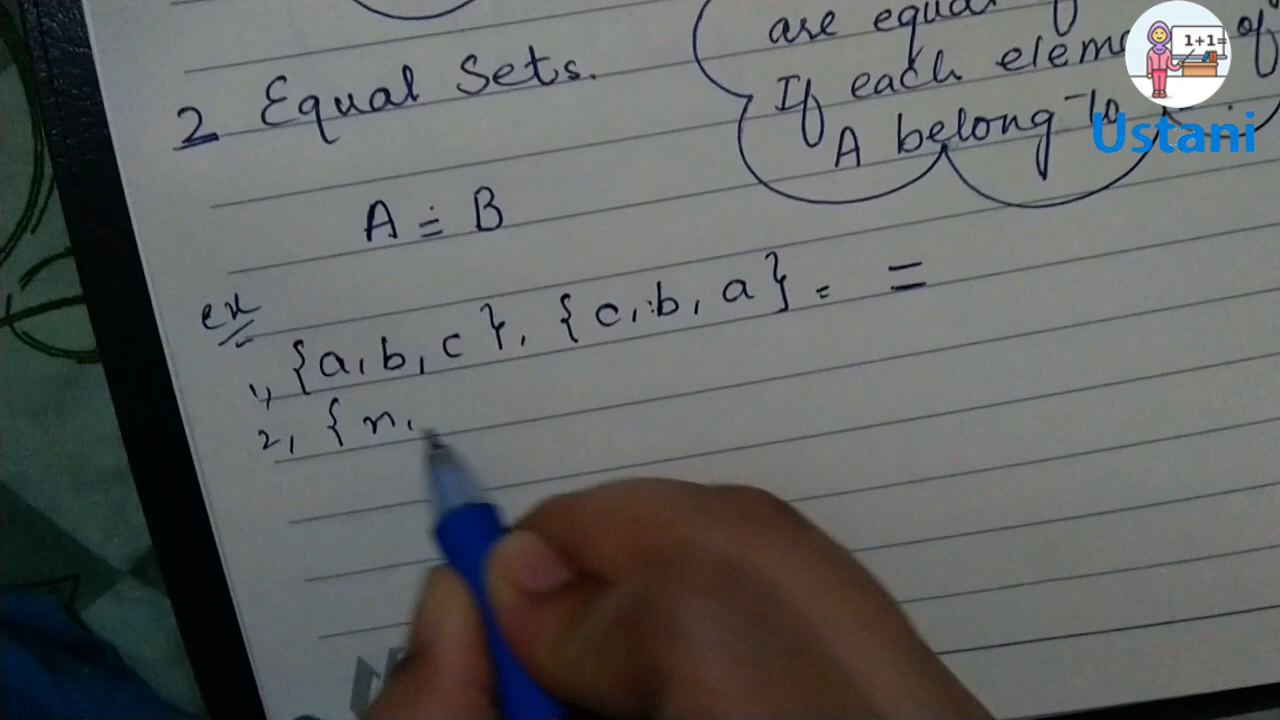 2 Equal Sets.
are equal
If each elem of
A belong to
A = B
ex
1, {a, b, c}, {c, b, a} = =
2, {n,
1+1=
Ustani